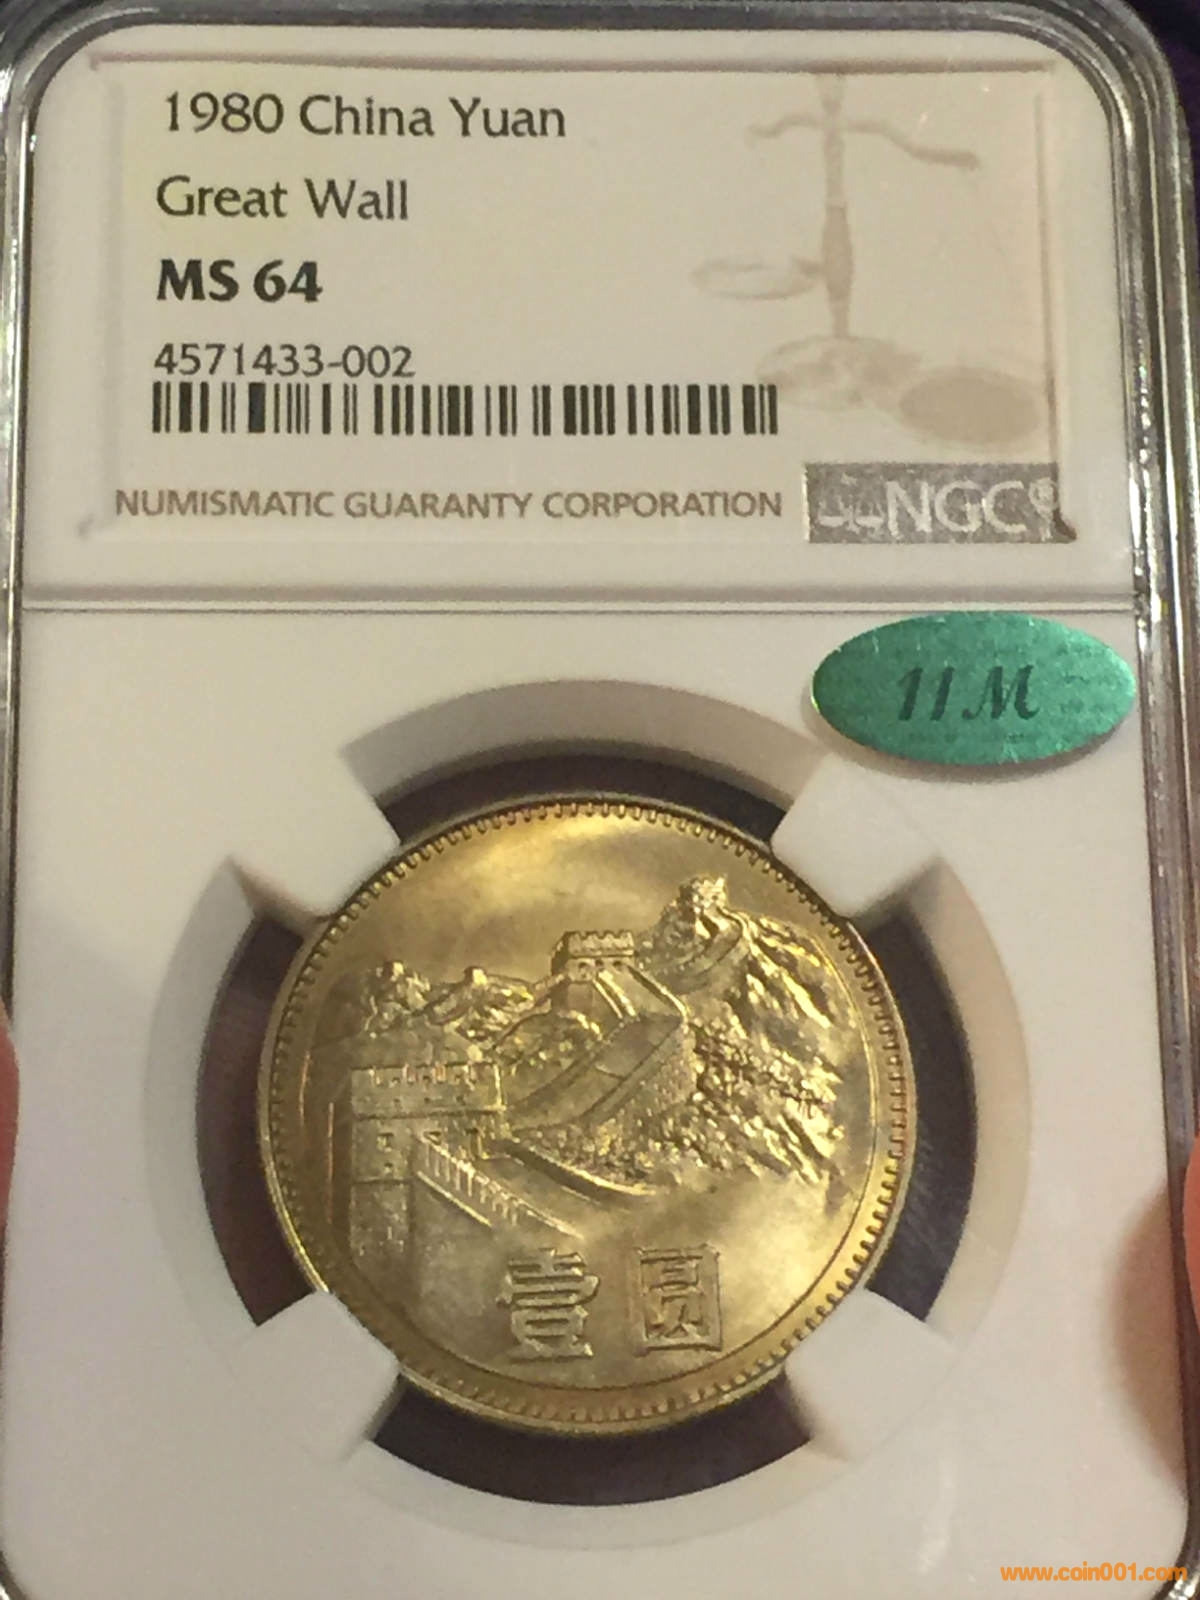 1980 China Yuan
Great Wall
MS 64
4571433-002
NUMISMATIC GUARANTY CORPORATION
NGC
11M
壹圆
www.coin001.com